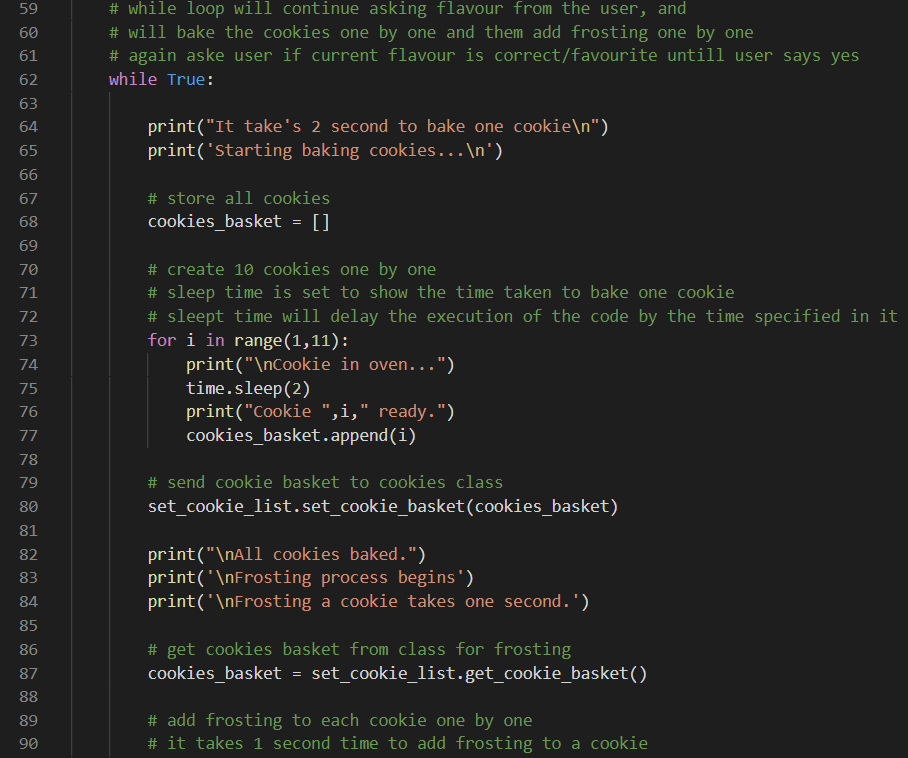 59 # while loop will continue asking flavour from the user, and
60 # will bake the cookies one by one and them add frosting one by one
61 # again aske user if current flavour is correct/favourite untill user says yes
62 while True:
63
64 print("It take's 2 second to bake one cookie\n")
65 print('Starting baking cookies...\n')
66
67 # store all cookies
68 cookies_basket = []
69
70 # create 10 cookies one by one
71 # sleep time is set to show the time taken to bake one cookie
72 # sleept time will delay the execution of the code by the time specified in it
73 for i in range(1,11):
74 print("\nCookie in oven...")
75 time.sleep(2)
76 print("Cookie ",i," ready.")
77 cookies_basket.append(i)
78
79 # send cookie basket to cookies class
80 set_cookie_list.set_cookie_basket(cookies_basket)
81
82 print("\nAll cookies baked.")
83 print('\nFrosting process begins')
84 print('\nFrosting a cookie takes one second.')
85
86 # get cookies basket from class for frosting
87 cookies_basket = set_cookie_list.get_cookie_basket()
88
89 # add frosting to each cookie one by one
90 # it takes 1 second time to add frosting to a cookie